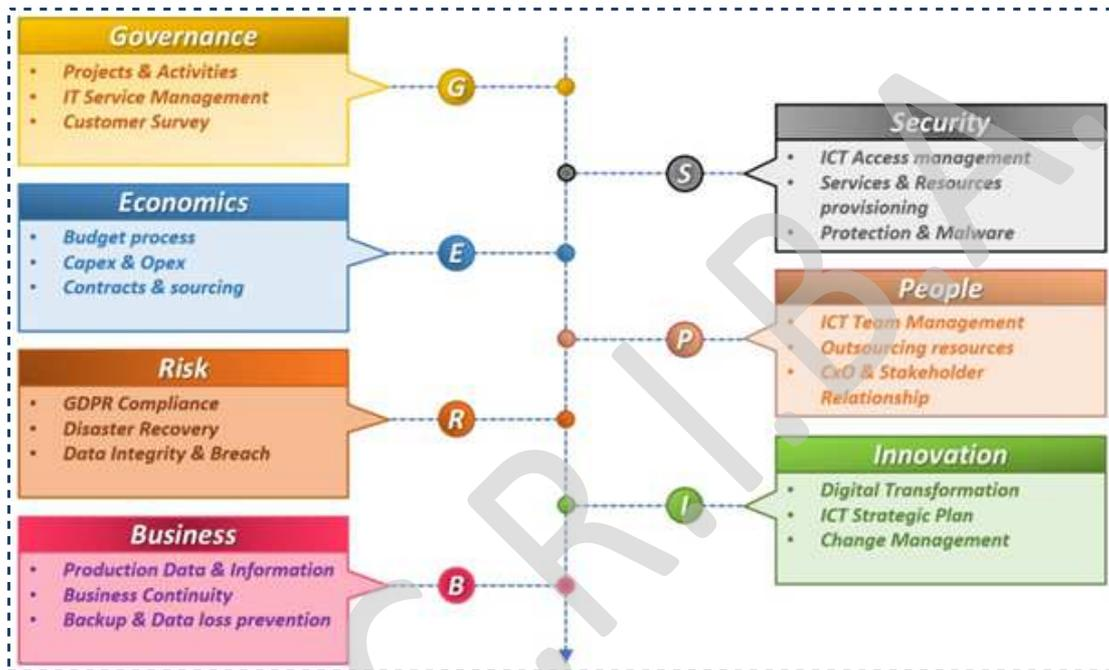 Governance
• Projects & Activities
• IT Service Management
• Customer Survey
G
Security
• ICT Access management
• Services & Resources
provisioning
• Protection & Malware
S
Economics
• Budget process
• Capex & Opex
• Contracts & sourcing
E
People
• ICT Team Management
• Outsourcing resources
• CxO & Stakeholder
Relationship
P
Risk
• GDPR Compliance
• Disaster Recovery
• Data Integrity & Breach
R
Innovation
• Digital Transformation
• ICT Strategic Plan
• Change Management
I
Business
• Production Data & Information
• Business Continuity
• Backup & Data loss prevention
B
C.R.I.B.A.